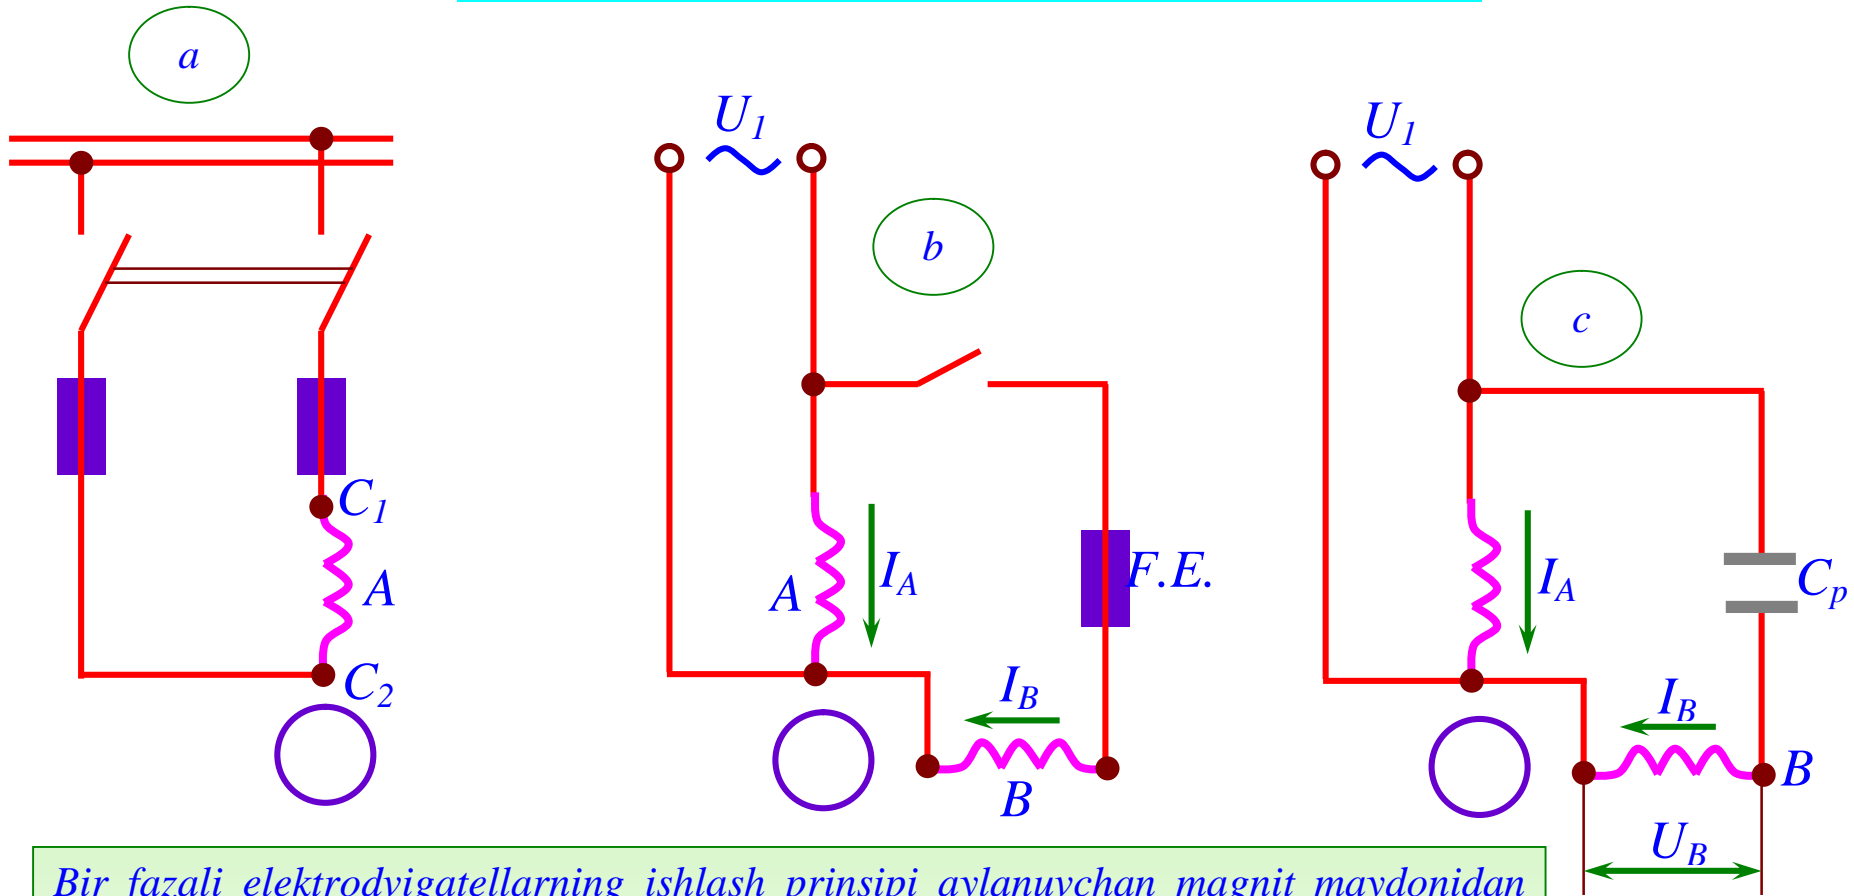 a
U1
U1
b
c
C1
A
C2
A
IA
F.E.
IB
B
IA
Cp
IB
B
UB
Bir fazali elektrodvigatellarning ishlash prinsipi aylanuvchan magnit maydonidan